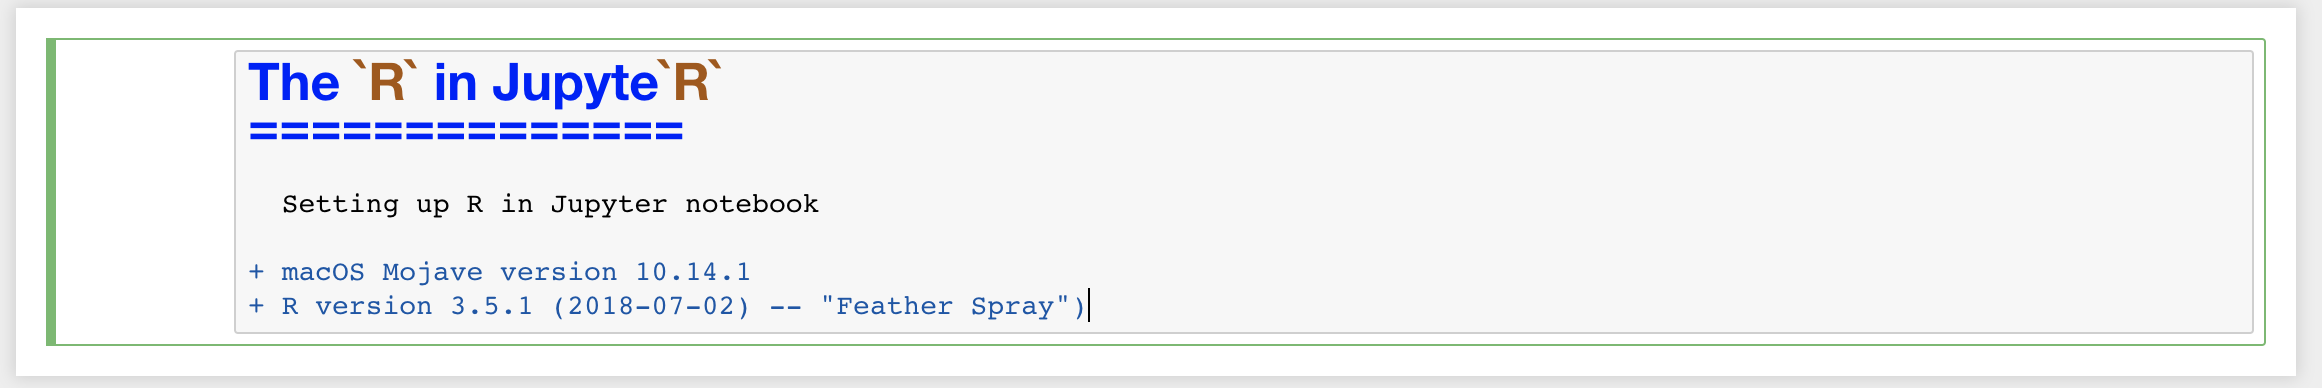 The `R` in Jupyte`R`
==============
Setting up R in Jupyter notebook
+ macOS Mojave version 10.14.1
+ R version 3.5.1 (2018-07-02) -- "Feather Spray")